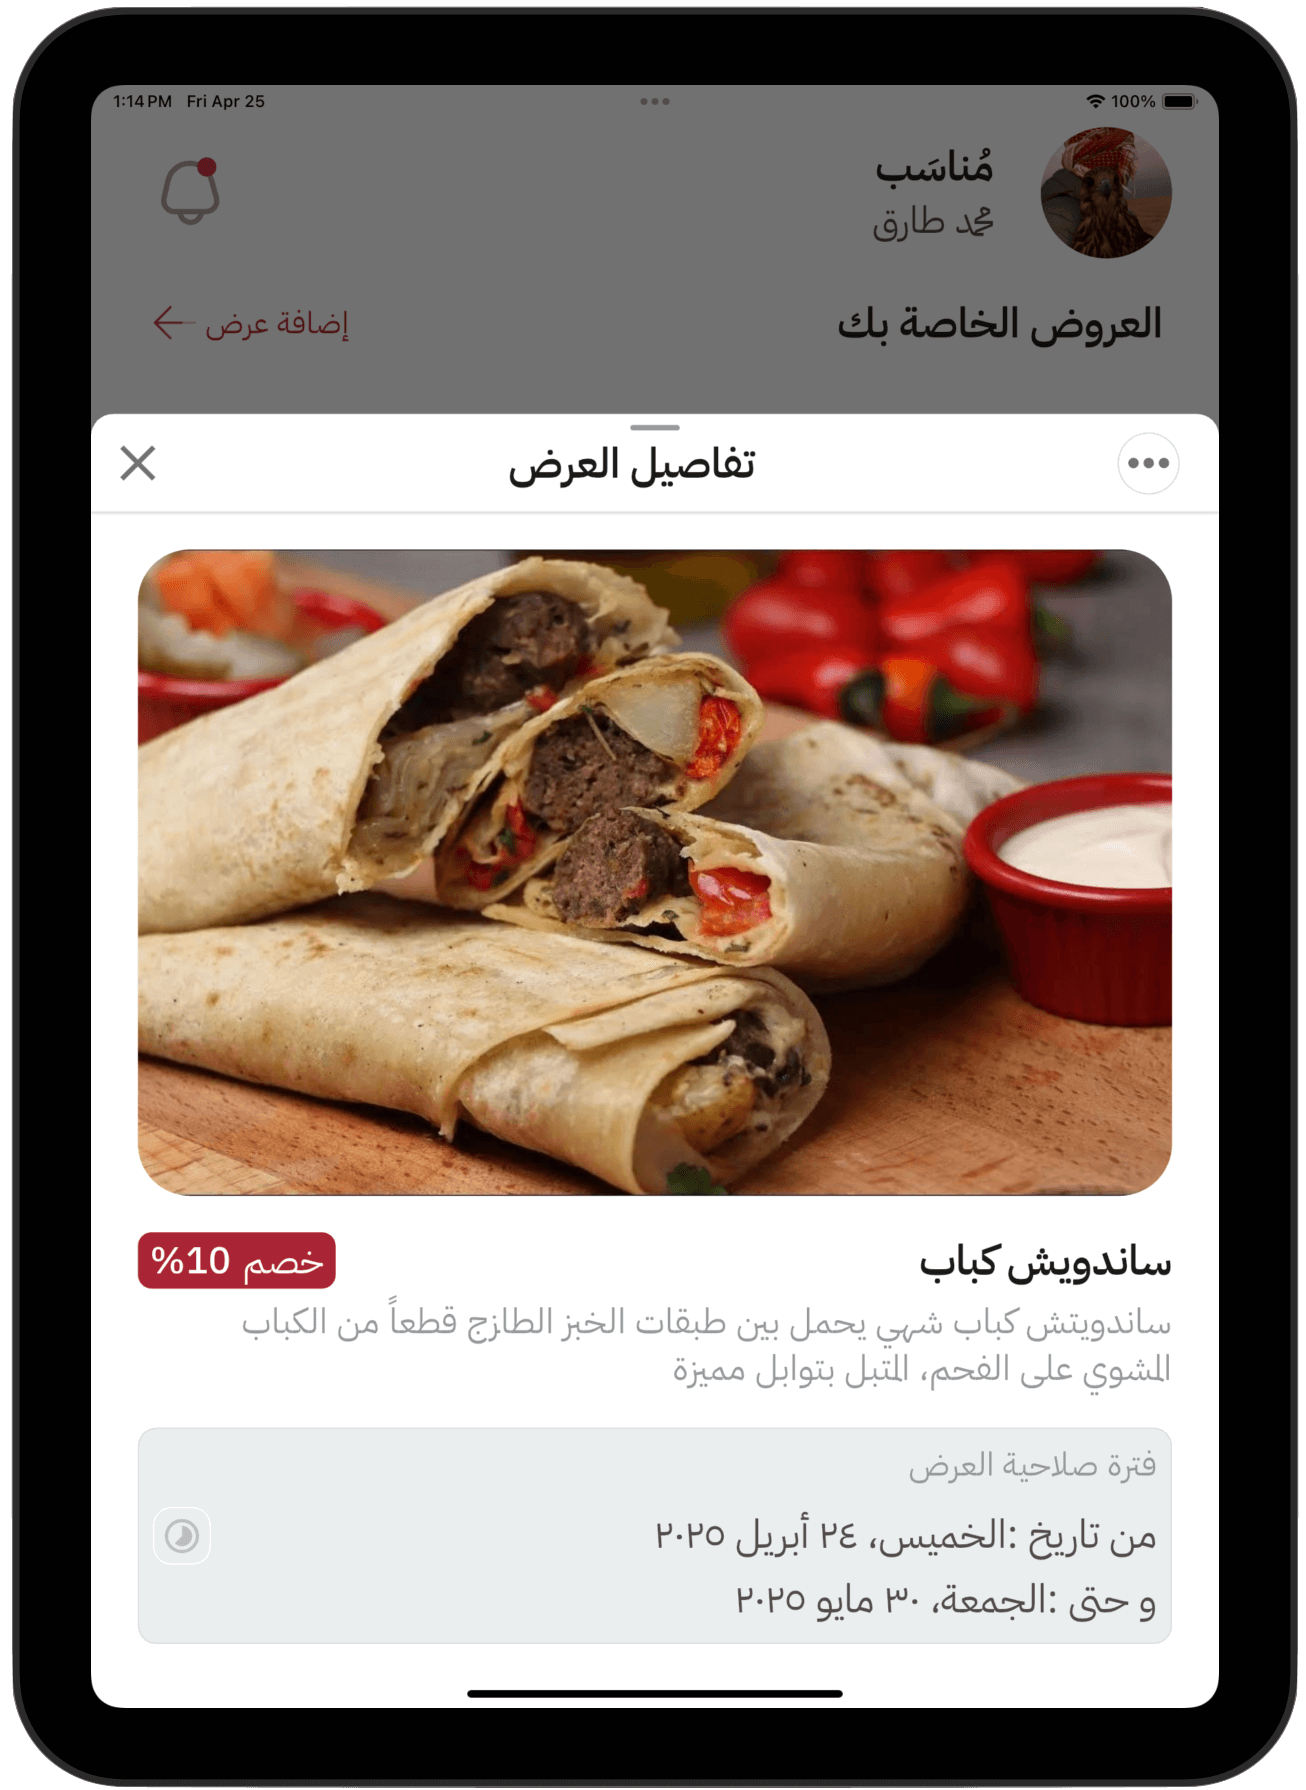 1:14 PM Fri Apr 25
100%
مُناسَب
محمد طارق
العروض الخاصة بك
إضافة عرض
تفاصيل العرض
ساندويش كباب
خصم 10%
ساندويتش كباب شهي يحمل بين طبقات الخبز الطازج قطعاً من الكباب
المشوي على الفحم، المتبل بتوابل مميزة
فترة صلاحية العرض
من تاريخ :الخميس، ٢٤ أبريل ٢٠٢٥
و حتى :الجمعة، ٣٠ مايو ٢٠٢٥